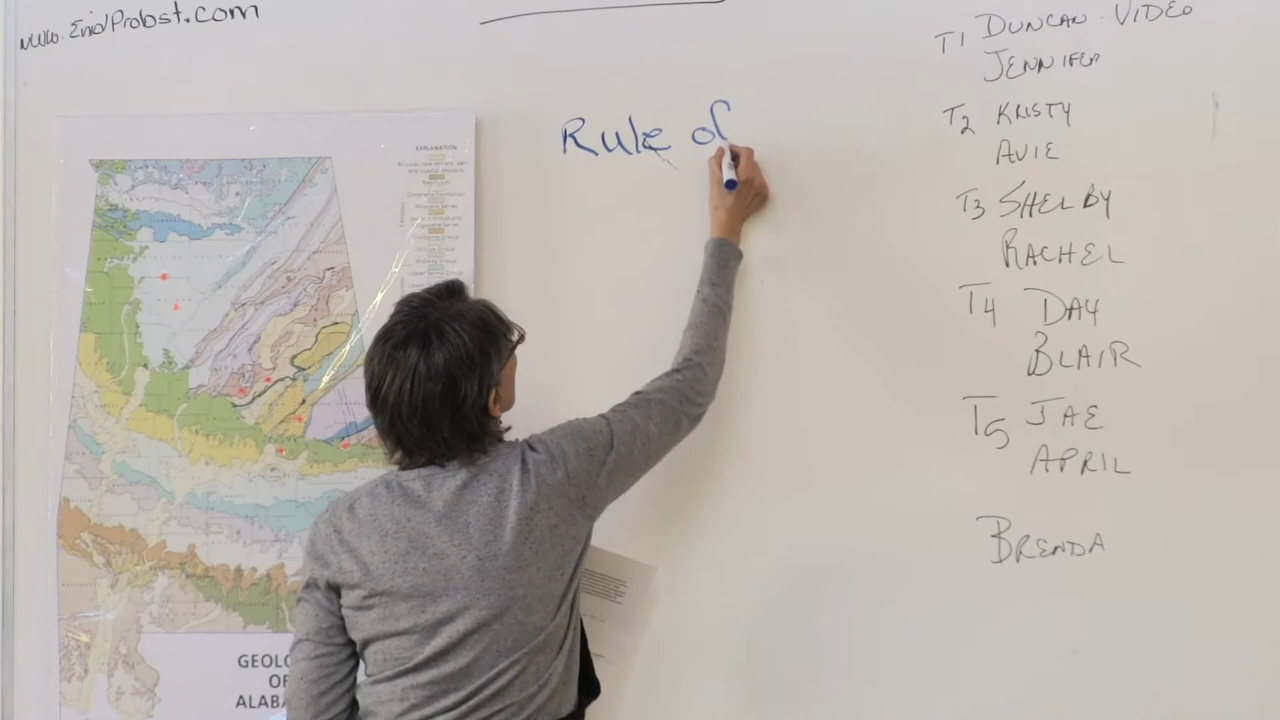 www.EnidProbst.com
Rule of
T1 DUNCAN. VIDEO
JENNIFER
T2 KRISTY
AVIE
T3 SHELBY
RACHEL
T4 DAY
BLAIR
T5 JAE
APRIL
BRENDA
EXPLANATION
GEOLO
OF
ALABA